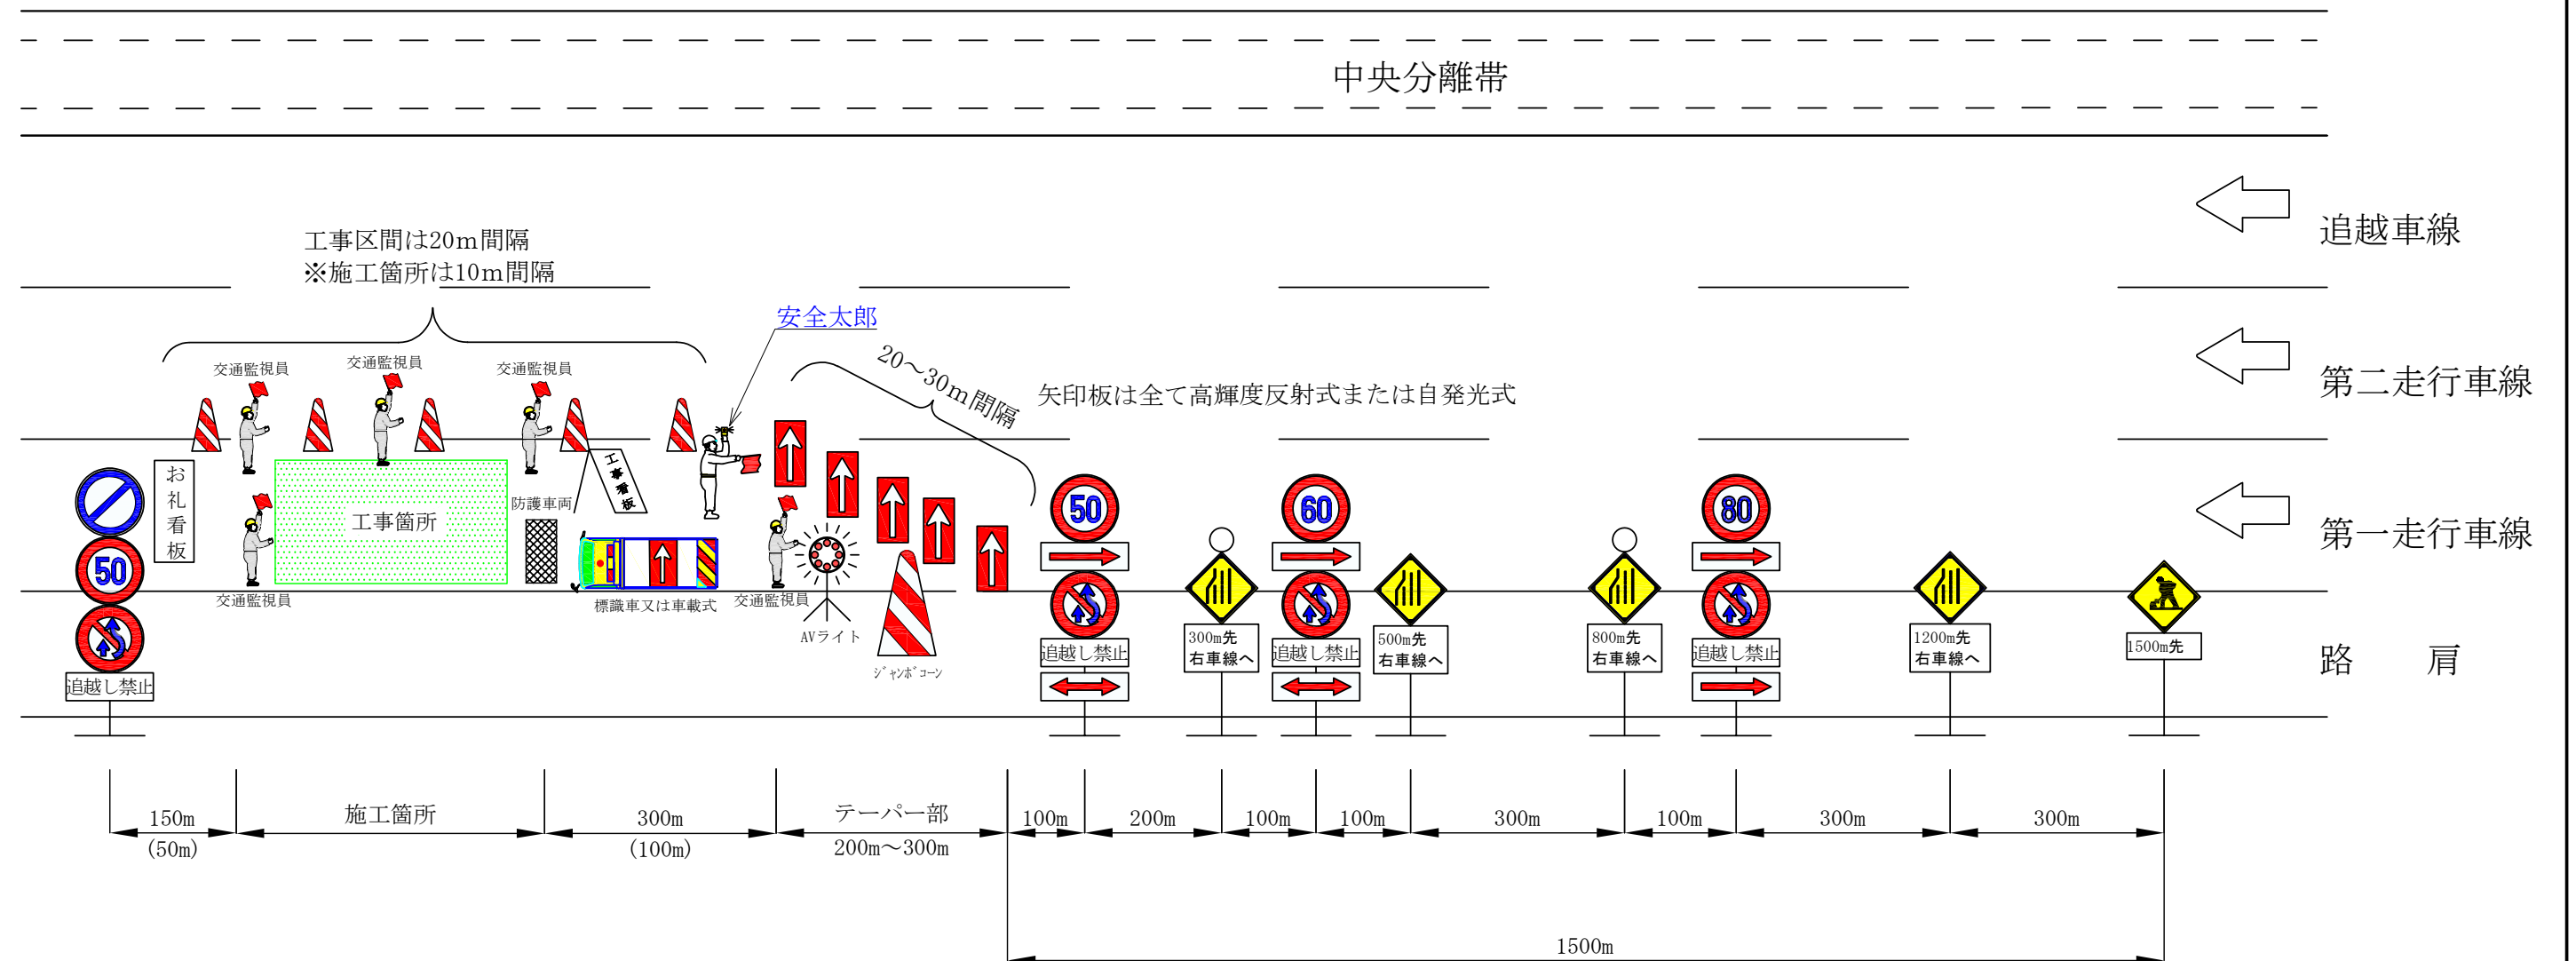 中央分離帯
追越車線
工事区間は20m間隔
※施工箇所は10m間隔
安全太郎
20～30m間隔
矢印板は全て高輝度反射式または自発光式
第二走行車線
交通監視員
交通監視員
交通監視員
お礼看板
工事看板
50
50
60
80
防護車両
工事箇所
第一走行車線
50
交通監視員
標識車又は車載式
交通監視員
AVライト
ジャンボコーン
追越し禁止
追越し禁止
300m先
右車線へ
追越し禁止
500m先
右車線へ
800m先
右車線へ
追越し禁止
1200m先
右車線へ
1500m先
路 肩
150m
(50m)
施工箇所
300m
(100m)
テーパー部
200m～300m
100m
200m
100m
100m
300m
100m
300m
300m
1500m